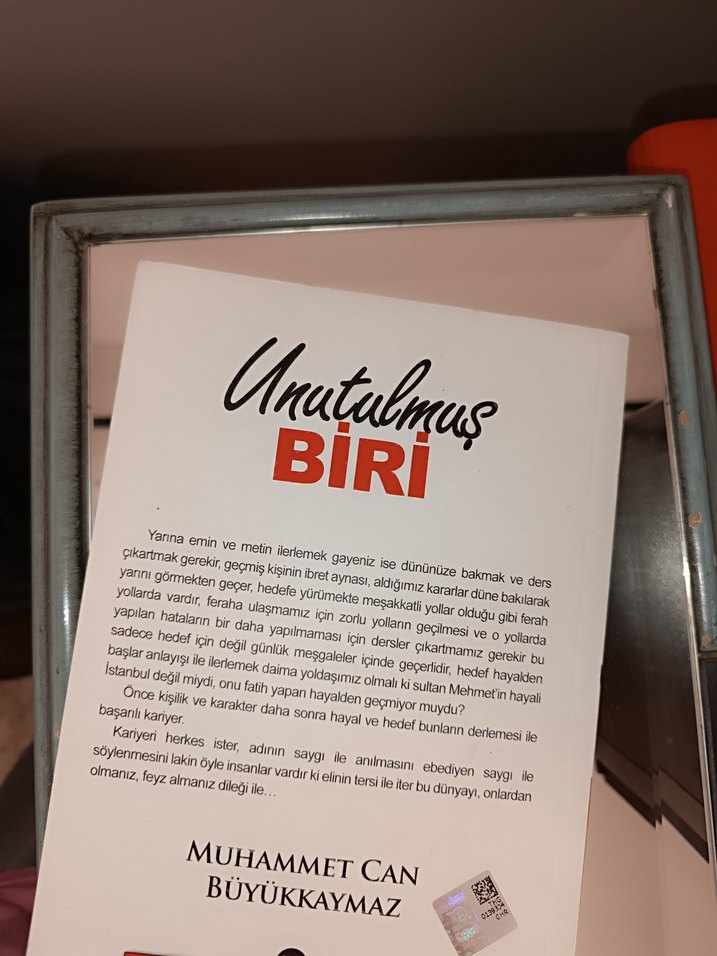 Unutulmuş
BİRİ
Yarına emin ve metin ilerlemek gayeniz ise dününüze bakmak ve ders
çıkartmak gerekir, geçmiş kişinin ibret aynası, aldığımız kararlar düne bakılarak
yarını görmekten geçer, hedefe yürümekte meşakkatli yollar olduğu gibi ferah
yollarda vardır, feraha ulaşmamız için zorlu yolların geçilmesi ve o yollarda
yapılan hataların bir daha yapılmaması için dersler çıkartmamız gerekir bu
sadece hedef için değil günlük meşgaleler içinde geçerlidir, hedef hayalden
başlar anlayışı ile ilerlemek daima yoldaşımız olmalı ki sultan Mehmet'in hayali
İstanbul değil miydi, onu fatih yapan hayalden geçmiyor muydu?
Önce kişilik ve karakter daha sonra hayal ve hedef bunların derlemesi ile
başarılı kariyer.
Kariyeri herkes ister, adının saygı ile anılmasını ebediyen saygı ile
söylenmesini lakin öyle insanlar vardır ki elinin tersi ile iter bu dünyayı, onlardan
olmanız, feyz almanız dileği ile...
MUHAMMET CAN
BÜYÜKKAYMAZ
TNG
0139304
CHR